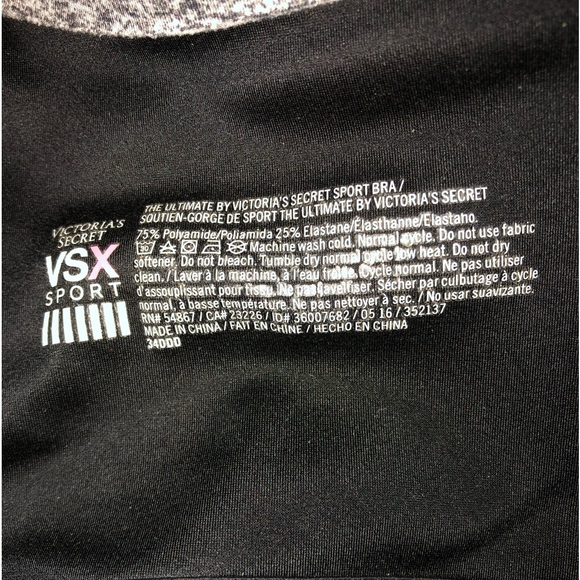 VICTORIA'S
SECRET
VSX
SPORT
THE ULTIMATE BY VICTORIA'S SECRET SPORT BRA /
SOUTIEN-GORGE DE SPORT THE ULTIMATE BY VICTORIA'S SECRET
75% Polyamide/Poliamida 25% Elastane/Elasthanne/Elastano.
Machine wash cold. Normal cycle. Do not use fabric
softener. Do not bleach. Tumble dry normal cycle low heat. Do not dry
clean. / Laver à la machine, à l'eau froide. Cycle normal. Ne pas utiliser
d'assouplissant pour tissu. Ne pas javeliser. Sécher par culbutage à cycle
normal, à basse température. Ne pas nettoyer à sec. / No usar suavizante.
RN# 54867 / CA# 23226 / ID# 36007682 / 05 16 / 352137
MADE IN CHINA / FAIT EN CHINE / HECHO EN CHINA
34DDD